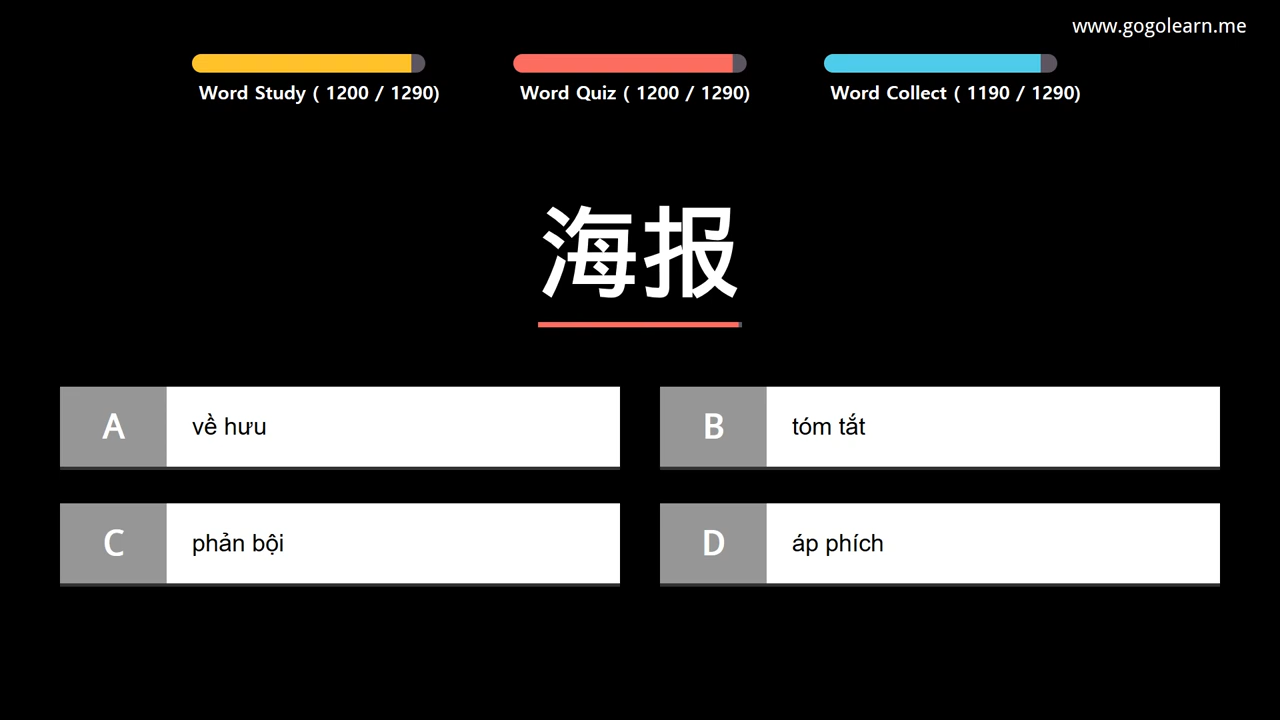 www.gogolearn.me
Word Study ( 1200 / 1290)
Word Quiz ( 1200 / 1290)
Word Collect ( 1190 / 1290)
海报
A
về hưu
B
tóm tắt
C
phản bội
D
áp phích